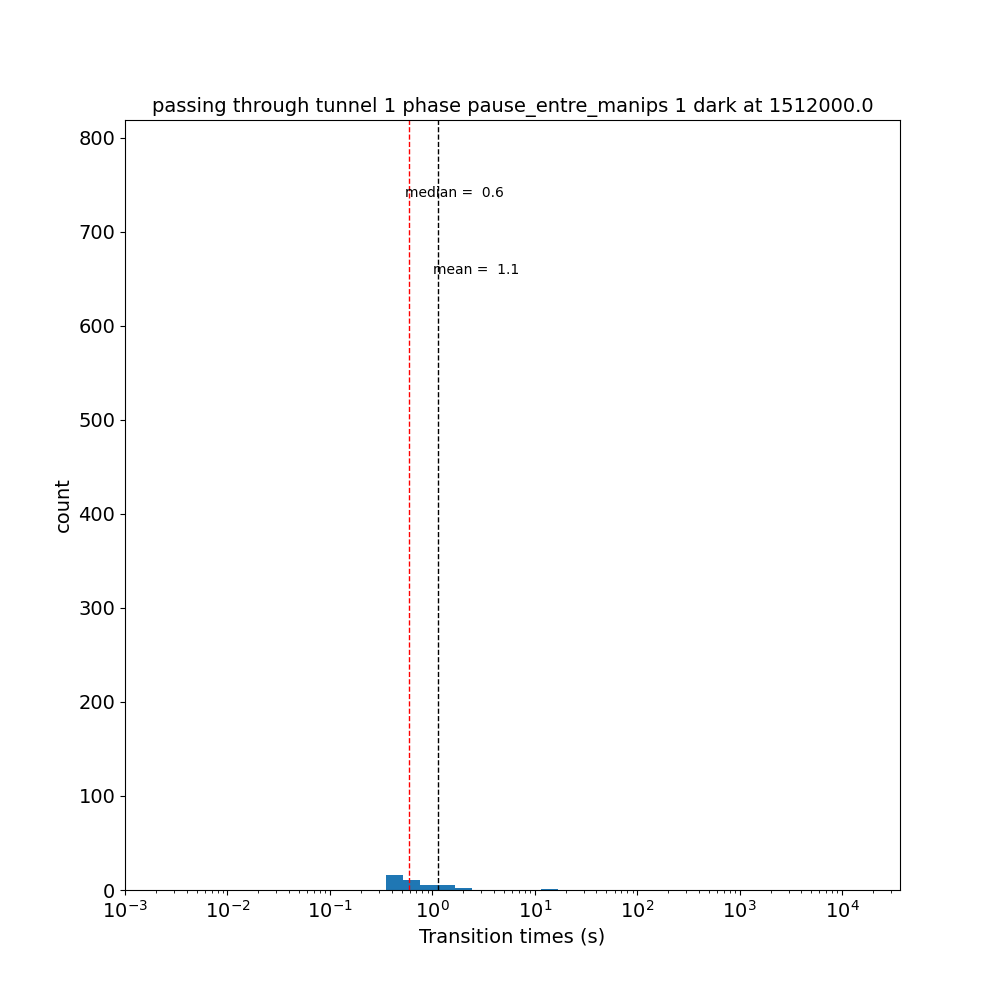 passing through tunnel 1 phase pause_entre_manips 1 dark at 1512000.0
800
median =  0.6
700
mean =  1.1
600
500
count
400
300
200
100
0
10⁻³ 10⁻² 10⁻¹ 10⁰ 10¹ 10² 10³ 10⁴
Transition times (s)